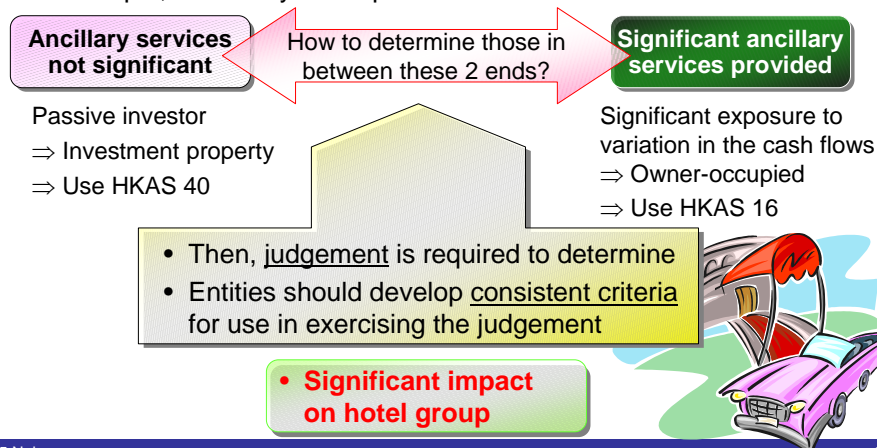 Ancillary services
not significant
How to determine those in
between these 2 ends?
Significant ancillary
services provided
Passive investor
⇒ Investment property
⇒ Use HKAS 40
Significant exposure to
variation in the cash flows
⇒ Owner-occupied
⇒ Use HKAS 16
• Then, judgement is required to determine
• Entities should develop consistent criteria
for use in exercising the judgement
• Significant impact
on hotel group